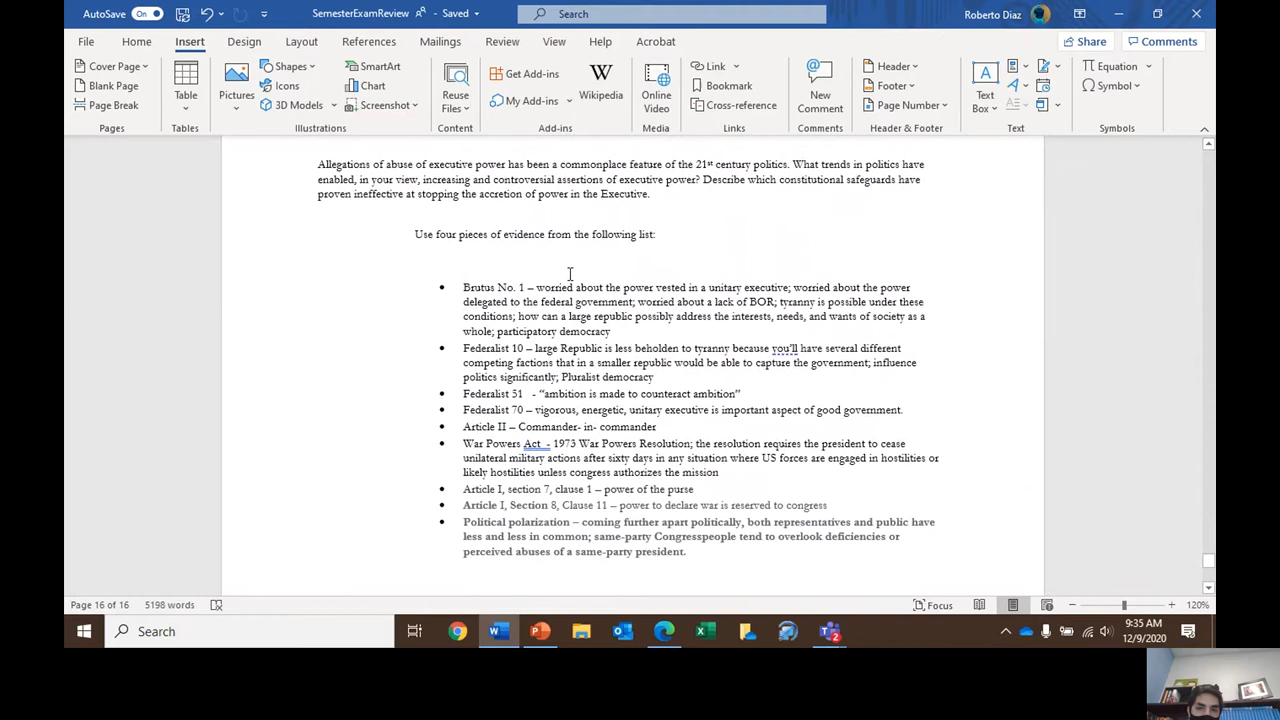 AutoSave On SemesterExamReview Saved Search Roberto Diaz
File Home Insert Design Layout References Mailings Review View Help Acrobat Share Comments
Cover Page Blank Page Page Break Pages
Table Tables
Pictures Shapes Icons 3D Models SmartArt Chart Screenshot Illustrations
Reuse Files Content
Get Add-ins My Add-ins Wikipedia Add-ins
Online Video Media
Link Bookmark Cross-reference Links
New Comment Comments
Header Footer Page Number Header & Footer
Text Box Text
Equation Symbol Symbols
Allegations of abuse of executive power has been a commonplace feature of the 21st century politics. What trends in politics have
enabled, in your view, increasing and controversial assertions of executive power? Describe which constitutional safeguards have
proven ineffective at stopping the accretion of power in the Executive.
Use four pieces of evidence from the following list:
• Brutus No. 1 – worried about the power vested in a unitary executive; worried about the power
delegated to the federal government; worried about a lack of BOR; tyranny is possible under these
conditions; how can a large republic possibly address the interests, needs, and wants of society as a
whole; participatory democracy
• Federalist 10 – large Republic is less beholden to tyranny because you'll have several different
competing factions that in a smaller republic would be able to capture the government; influence
politics significantly; Pluralist democracy
• Federalist 51 - “ambition is made to counteract ambition”
• Federalist 70 – vigorous, energetic, unitary executive is important aspect of good government.
• Article II – Commander- in- commander
• War Powers Act - 1973 War Powers Resolution; the resolution requires the president to cease
unilateral military actions after sixty days in any situation where US forces are engaged in hostilities or
likely hostilities unless congress authorizes the mission
• Article I, section 7, clause 1 – power of the purse
• Article I, Section 8, Clause 11 – power to declare war is reserved to congress
• Political polarization – coming further apart politically, both representatives and public have
less and less in common; same-party Congresspeople tend to overlook deficiencies or
perceived abuses of a same-party president.
Page 16 of 16 5198 words Focus 120%
Search
9:35 AM
12/9/2020